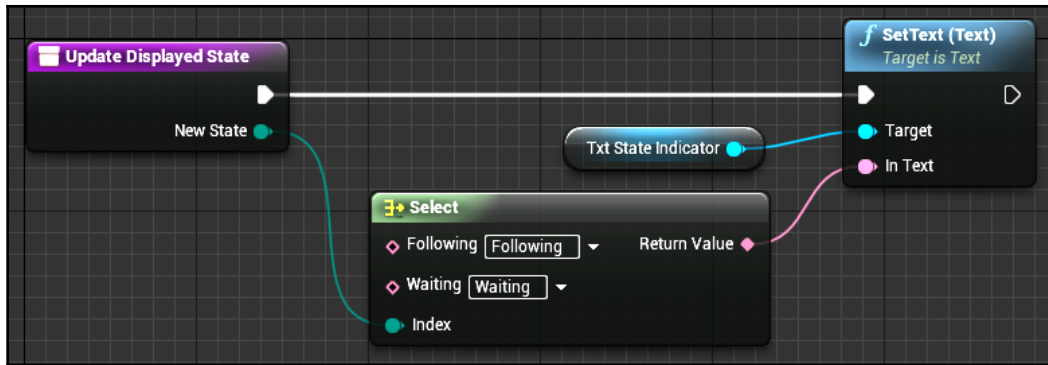 Update Displayed State
New State
SetText (Text)
Target is Text
Target
In Text
Txt State Indicator
Select
Following Following Return Value
Waiting Waiting
Index